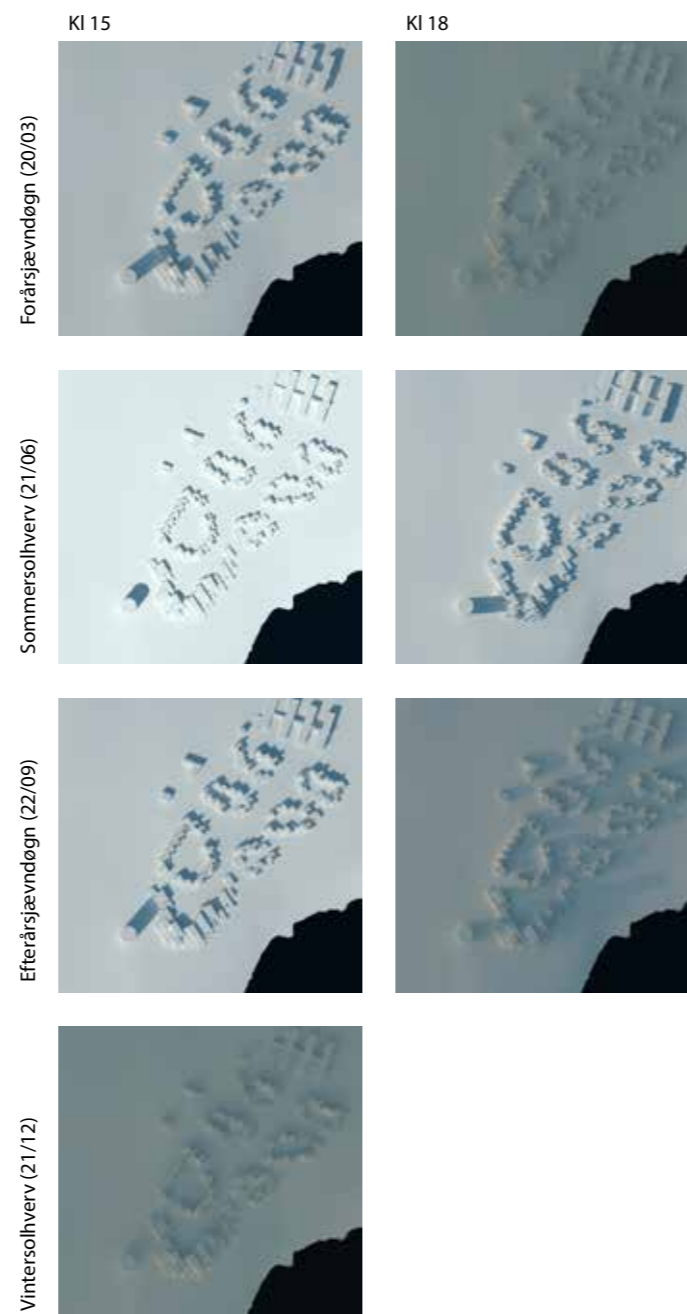 Kl 15
Kl 18
Forårsjævndøgn (20/03)
Sommersolhverv (21/06)
Efterårsjævndøgn (22/09)
Vintersolhverv (21/12)